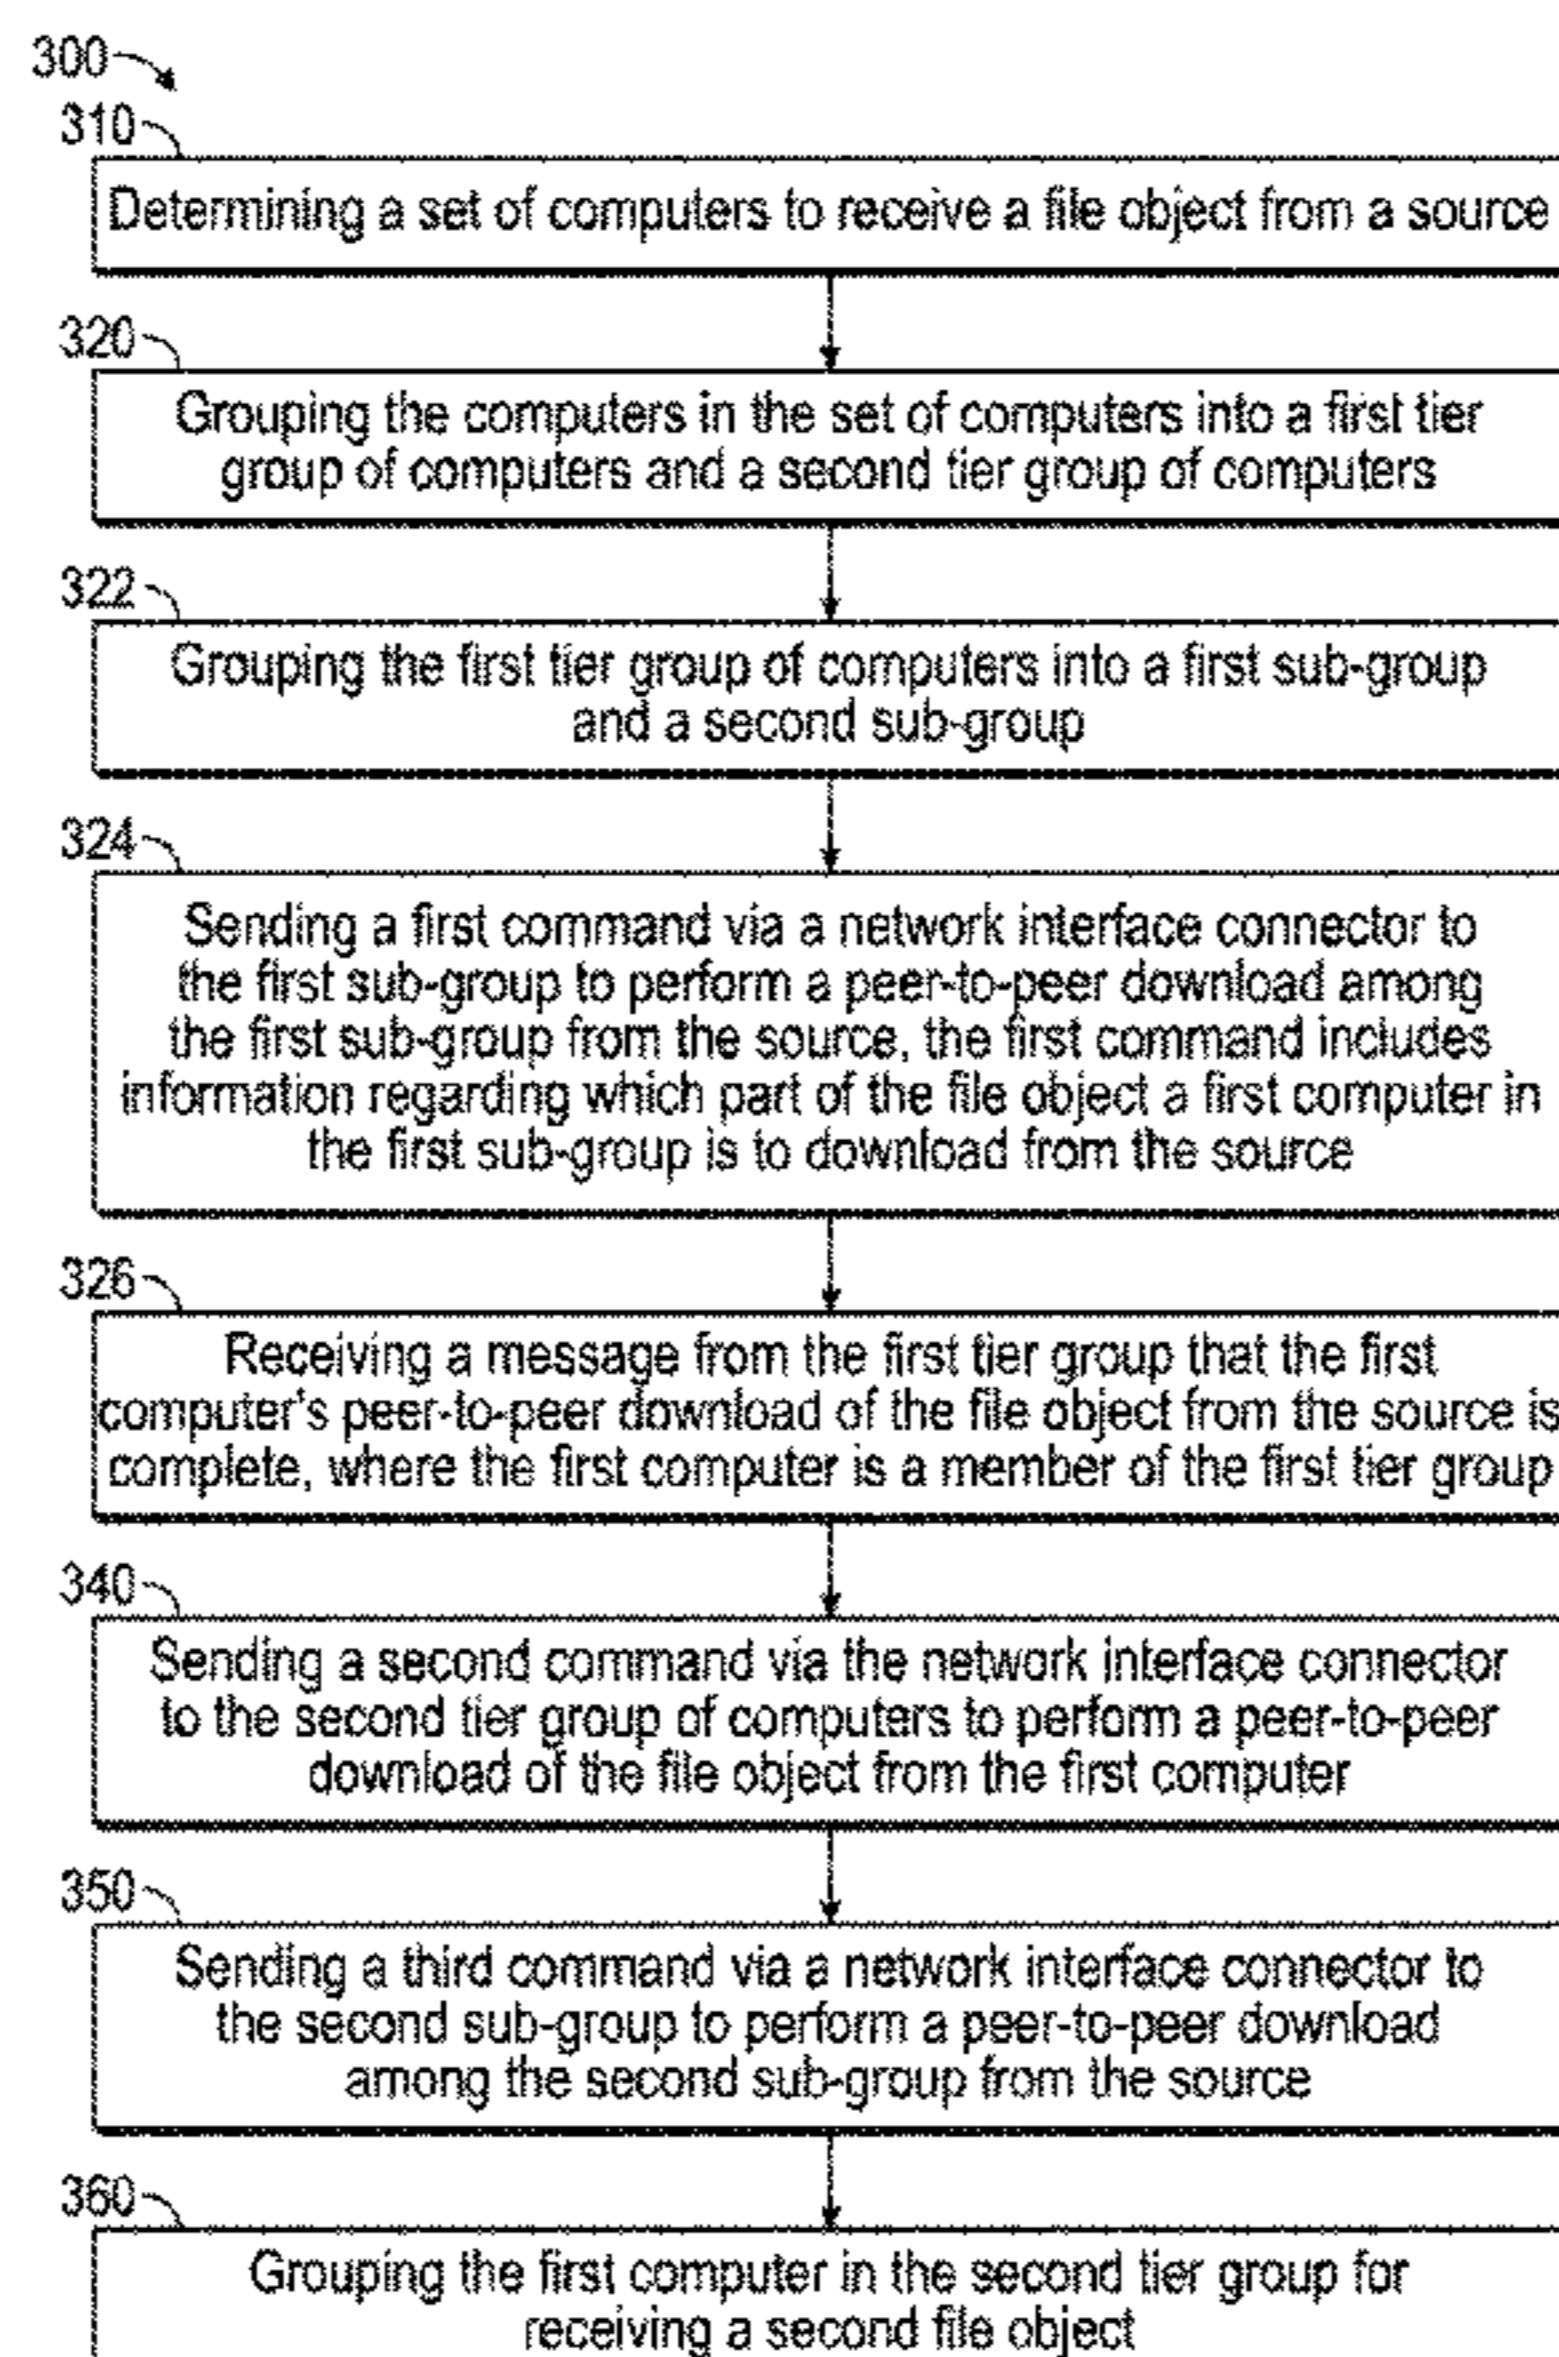 300
310
Determining a set of computers to receive a file object from a source
320
Grouping the computers in the set of computers into a first tier
group of computers and a second tier group of computers
322
Grouping the first tier group of computers into a first sub-group
and a second sub-group
324
Sending a first command via a network interface connector to
the first sub-group to perform a peer-to-peer download among
the first sub-group from the source, the first command includes
information regarding which part of the file object a first computer in
the first sub-group is to download from the source
326
Receiving a message from the first tier group that the first
computer's peer-to-peer download of the file object from the source is
complete, where the first computer is a member of the first tier group
340
Sending a second command via the network interface connector
to the second tier group of computers to perform a peer-to-peer
download of the file object from the first computer
350
Sending a third command via a network interface connector to
the second sub-group to perform a peer-to-peer download
among the second sub-group from the source
360
Grouping the first computer in the second tier group for
receiving a second file object